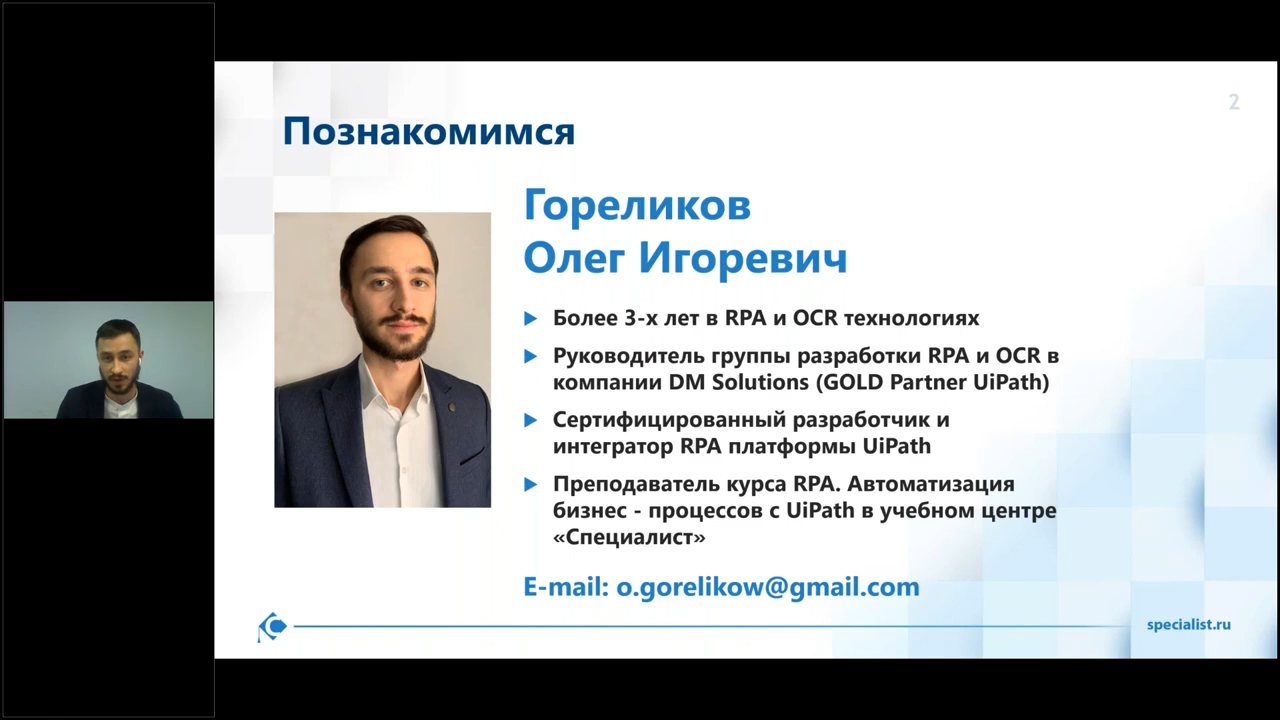 2
Познакомимся
Гореликов
Олег Игоревич
Более 3-х лет в RPA и OCR технологиях
Руководитель группы разработки RPA и OCR в
компании DM Solutions (GOLD Partner UiPath)
Сертифицированный разработчик и
интегратор RPA платформы UiPath
Преподаватель курса RPA. Автоматизация
бизнес - процессов с UiPath в учебном центре
«Специалист»
E-mail: o.gorelikow@gmail.com
specialist.ru